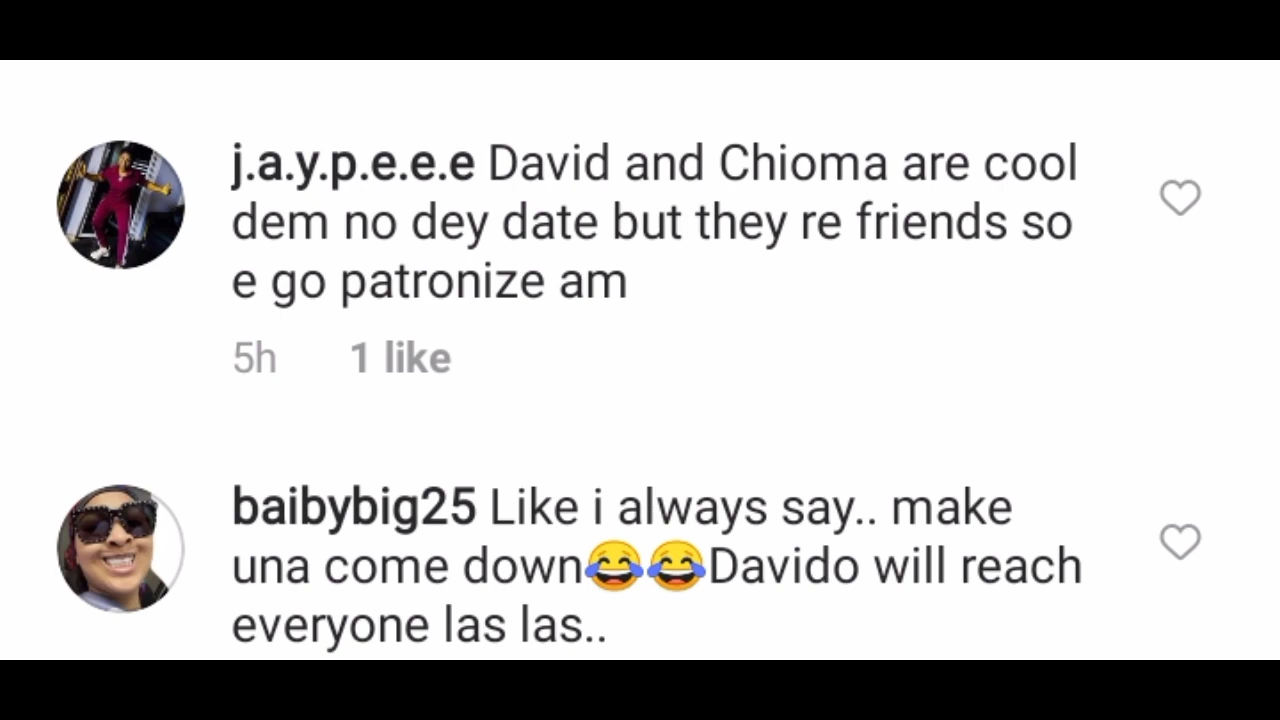 j.a.y.p.e.e.e David and Chioma are cool
dem no dey date but they re friends so
e go patronize am
5h 1 like
baibybig25 Like i always say.. make
una come down😂😂Davido will reach
everyone las las..